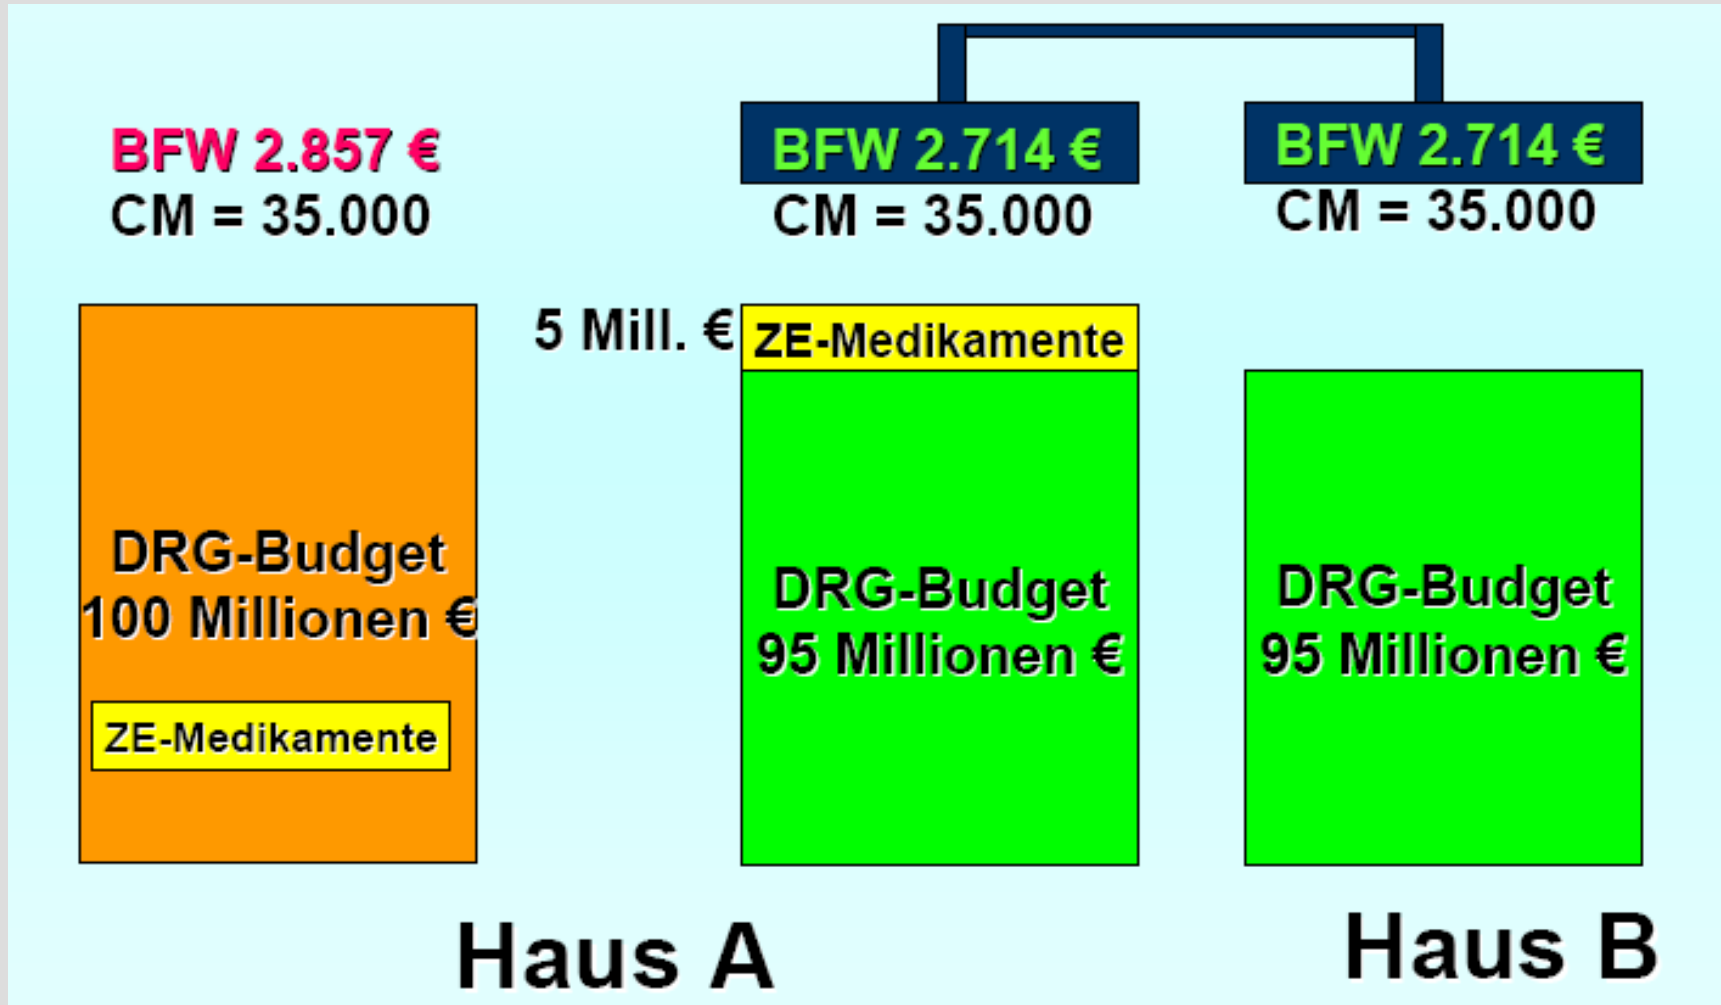 BFW 2.857 €
CM = 35.000
BFW 2.714 €
CM = 35.000
BFW 2.714 €
CM = 35.000
DRG-Budget
100 Millionen €
ZE-Medikamente
5 Mill. €
ZE-Medikamente
DRG-Budget
95 Millionen €
DRG-Budget
95 Millionen €
Haus A
Haus B